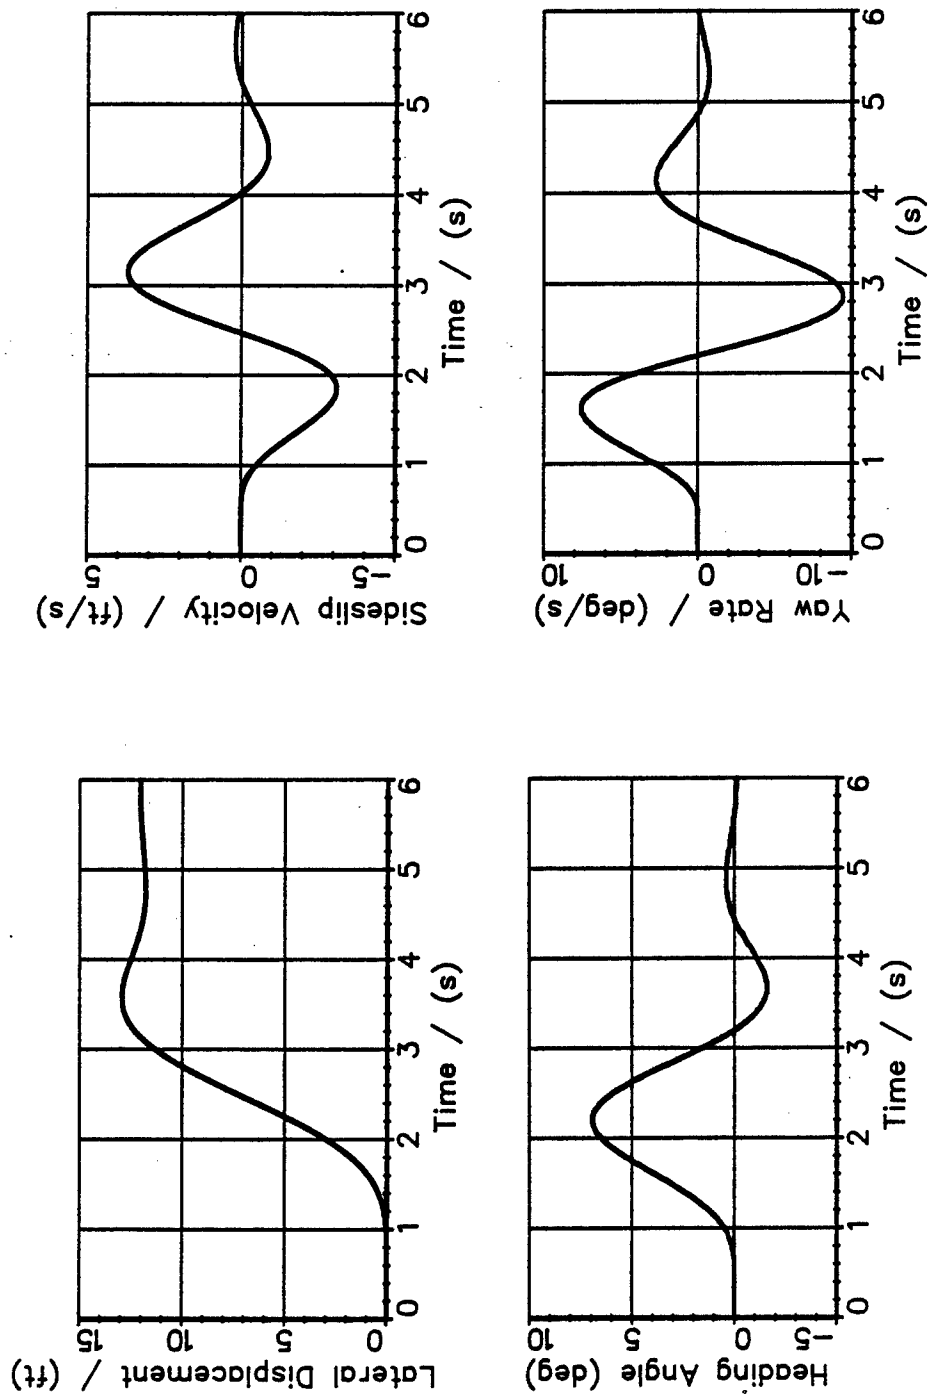 Lateral Displacement / (ft)
15
10
5
0
0 1 2 3 4 5 6
Time / (s)
Sideslip Velocity / (ft/s)
5
0
-5
0 1 2 3 4 5 6
Time / (s)
Heading Angle (deg)
10
5
0
-5
0 1 2 3 4 5 6
Time / (s)
Yaw Rate / (deg/s)
10
0
-10
0 1 2 3 4 5 6
Time / (s)